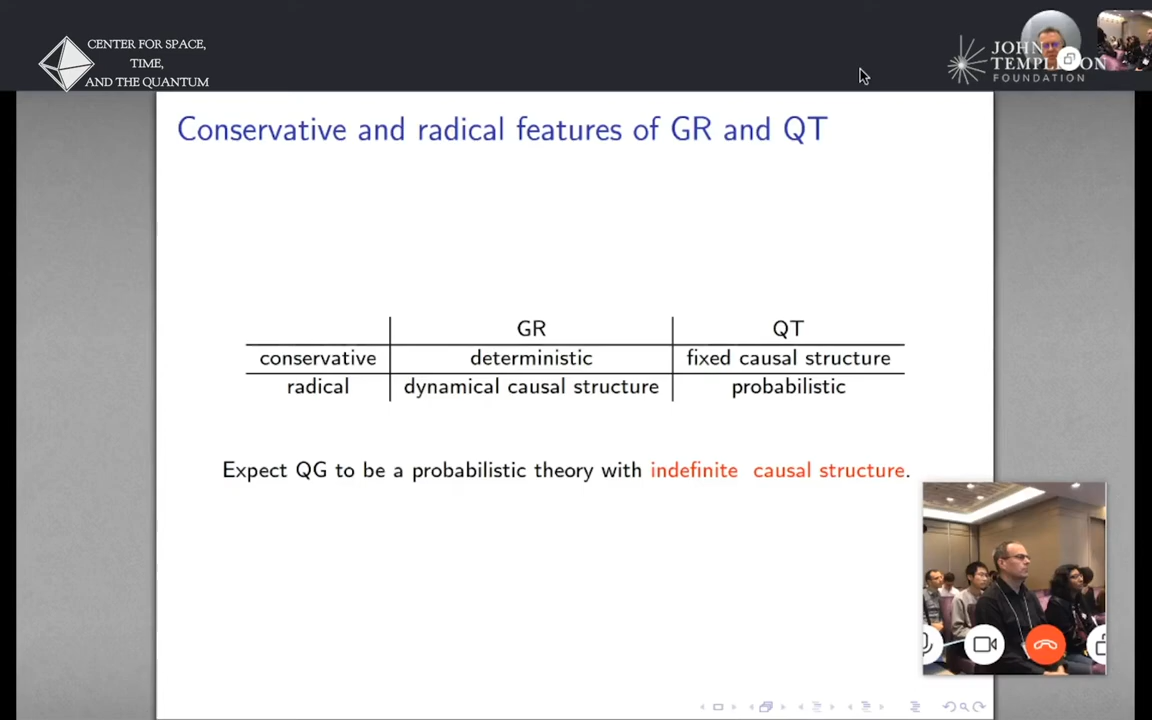 CENTER FOR SPACE,
TIME,
AND THE QUANTUM
JOHN
TEMPLETON
FOUNDATION
Conservative and radical features of GR and QT
GR QT
conservative deterministic fixed causal structure
radical dynamical causal structure probabilistic
Expect QG to be a probabilistic theory with indefinite causal structure.